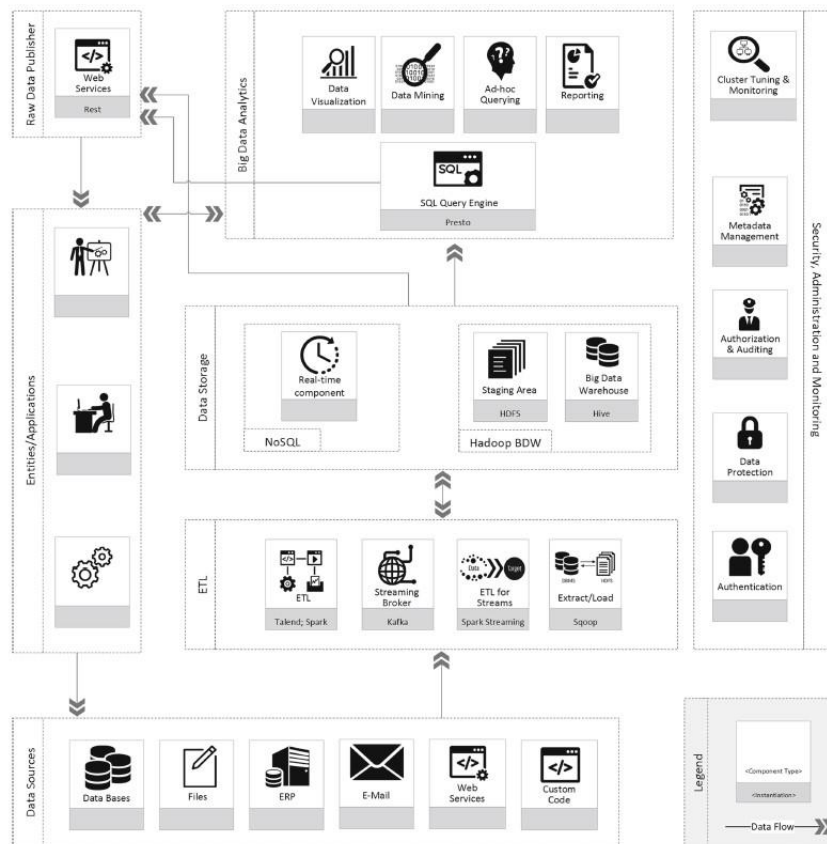 Raw Data Publisher
Web
Services
Rest
Big Data Analytics
Data
Visualization
Data Mining
Ad-hoc
Querying
Reporting
SQL
SQL Query Engine
Presto
Security, Administration and Monitoring
Cluster Tuning &
Monitoring
Metadata
Management
Authorization
& Auditing
Data
Protection
Authentication
Entities/Applications
Data Storage
Real-time
component
NoSQL
Staging Area
HDFS
Big Data
Warehouse
Hive
Hadoop BDW
ETL
ETL
Talend; Spark
Streaming
Broker
Kafka
Data
Target
ETL for
Streams
Spark Streaming
DBMS
HDFS
Extract/Load
Sqoop
Data Sources
Data Bases
Files
ERP
E-Mail
Web
Services
Custom
Code
Legend
<Component Type>
<Instantiation>
Data Flow